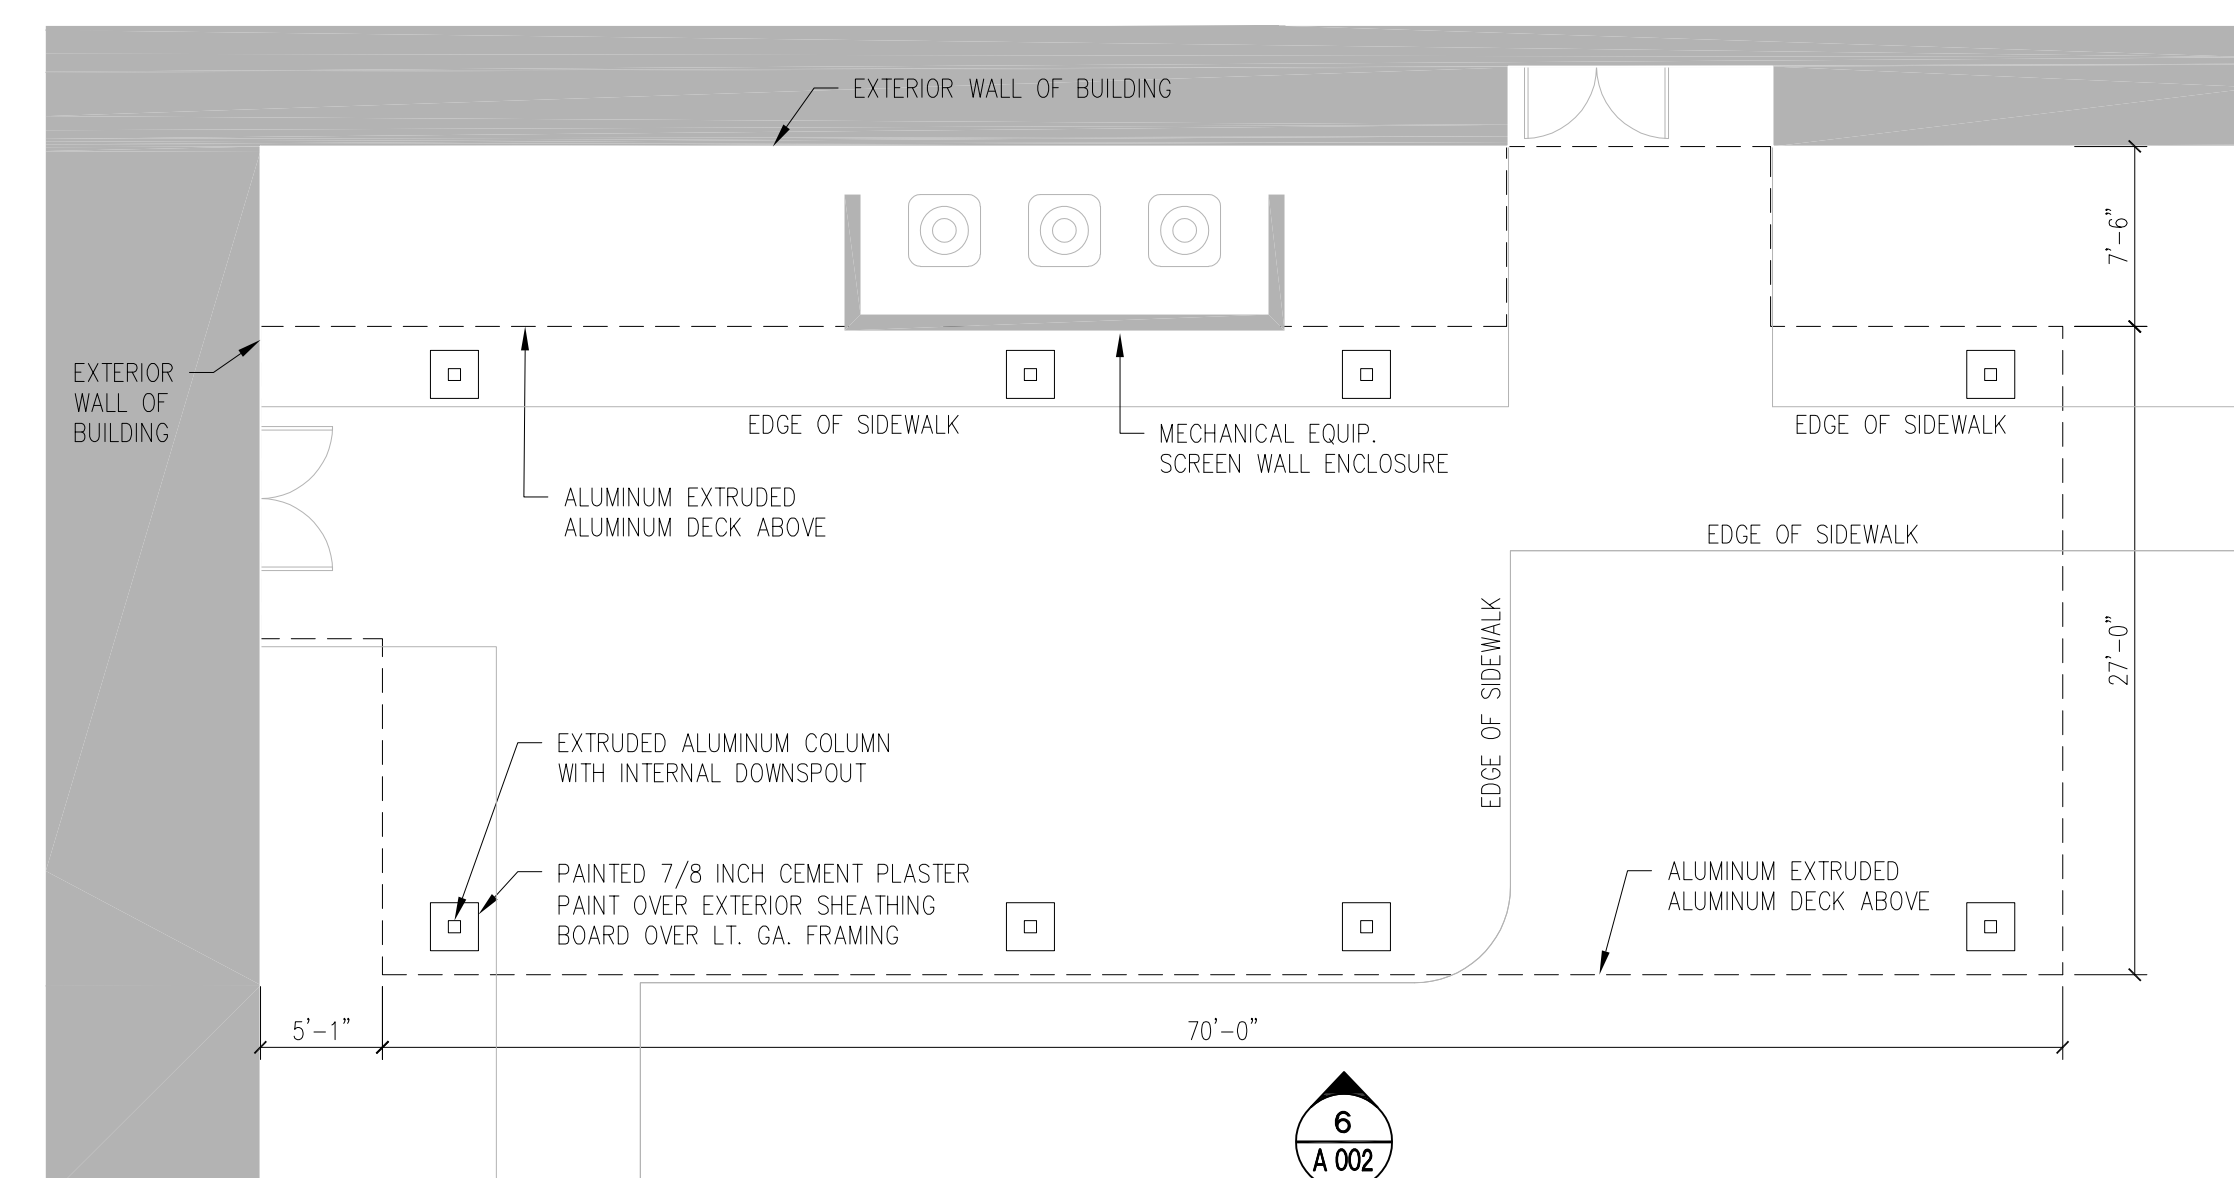 EXTERIOR WALL OF BUILDING
7'-6"
EXTERIOR
WALL OF
BUILDING
EDGE OF SIDEWALK
MECHANICAL EQUIP.
SCREEN WALL ENCLOSURE
EDGE OF SIDEWALK
ALUMINUM EXTRUDED
ALUMINUM DECK ABOVE
EDGE OF SIDEWALK
EDGE OF SIDEWALK
27'-0"
EXTRUDED ALUMINUM COLUMN
WITH INTERNAL DOWNSPOUT
PAINTED 7/8 INCH CEMENT PLASTER
PAINT OVER EXTERIOR SHEATHING
BOARD OVER LT. GA. FRAMING
ALUMINUM EXTRUDED
ALUMINUM DECK ABOVE
5'-1"
70'-0"
6
A 002